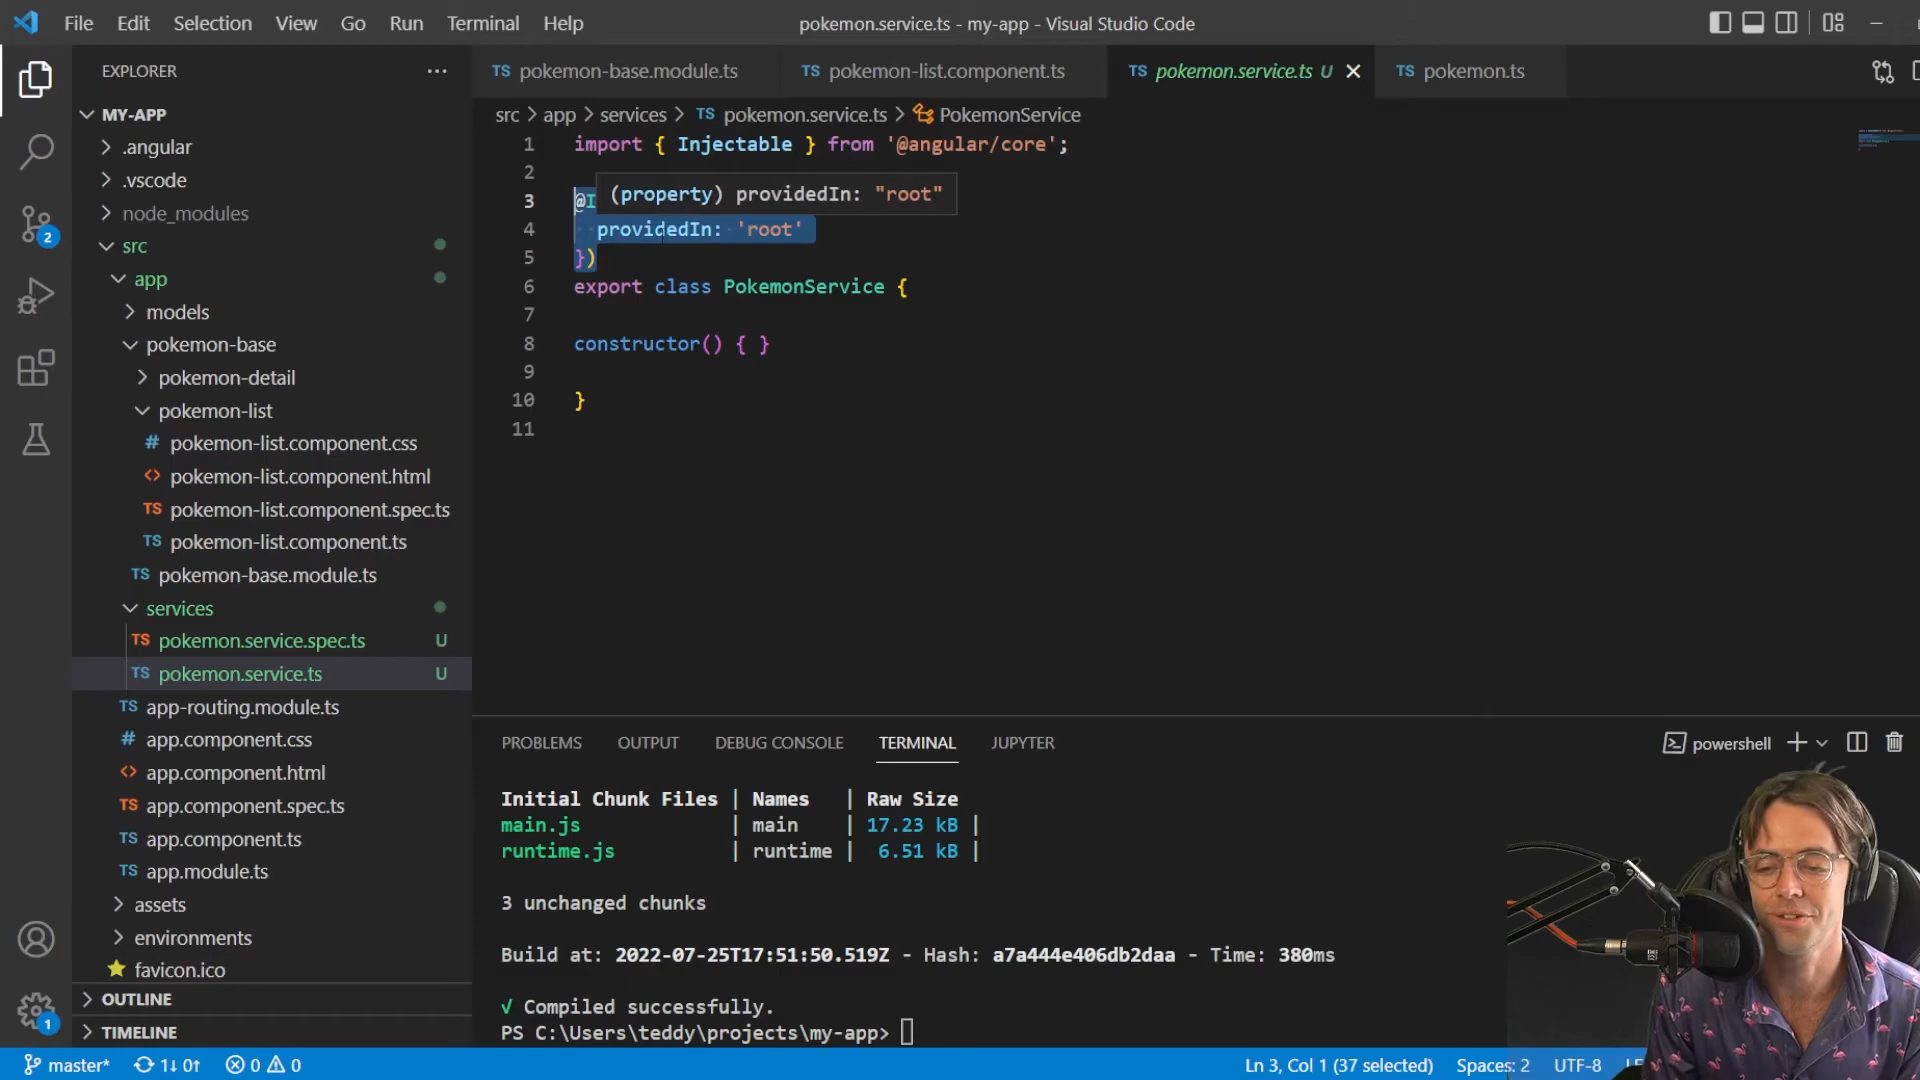 File Edit Selection View Go Run Terminal Help pokemon.service.ts - my-app - Visual Studio Code
EXPLORER
MY-APP
.angular
.vscode
node_modules
src
app
models
pokemon-base
pokemon-detail
pokemon-list
# pokemon-list.component.css
<> pokemon-list.component.html
TS pokemon-list.component.spec.ts
TS pokemon-list.component.ts
TS pokemon-base.module.ts
services
TS pokemon.service.spec.ts U
TS pokemon.service.ts U
TS app-routing.module.ts
# app.component.css
<> app.component.html
TS app.component.spec.ts
TS app.component.ts
TS app.module.ts
assets
environments
favicon.ico
OUTLINE
TIMELINE
2
1
TS pokemon-base.module.ts TS pokemon-list.component.ts TS pokemon.service.ts U TS pokemon.ts
src > app > services > TS pokemon.service.ts > PokemonService
1 import { Injectable } from '@angular/core';
2
3 @I
(property) providedIn: "root"
4 providedIn: 'root'
5 })
6 export class PokemonService {
7
8 constructor() { }
9
10 }
11
PROBLEMS OUTPUT DEBUG CONSOLE TERMINAL JUPYTER powershell
Initial Chunk Files | Names | Raw Size
main.js | main | 17.23 kB |
runtime.js | runtime | 6.51 kB |
3 unchanged chunks
Build at: 2022-07-25T17:51:50.519Z - Hash: a7a444e406db2daa - Time: 380ms
√ Compiled successfully.
PS C:\Users\teddy\projects\my-app>
master* 1↓ 0↑ 0 0 Ln 3, Col 1 (37 selected) Spaces: 2 UTF-8